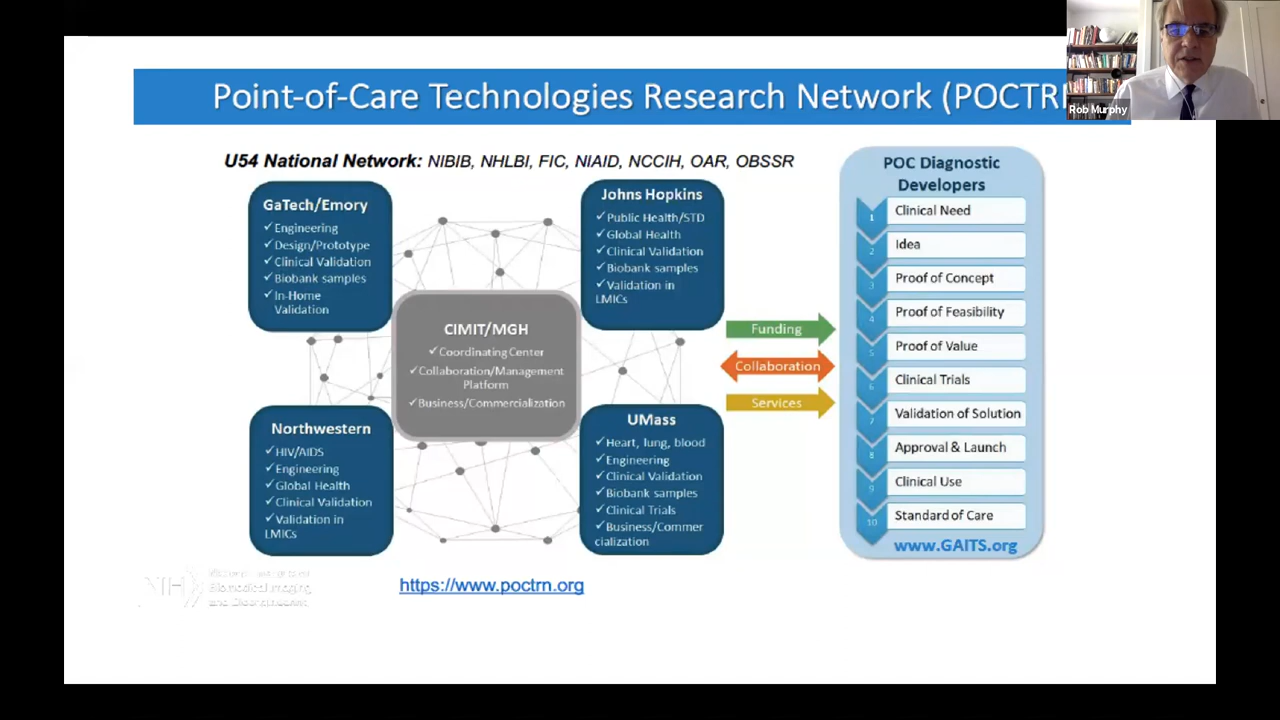 Point-of-Care Technologies Research Network (POCTR
Rob Murphy
U54 National Network: NIBIB, NHLBI, FIC, NIAID, NCCIH, OAR, OBSSR
GaTech/Emory
✓Engineering
✓Design/Prototype
✓Clinical Validation
✓Biobank samples
✓In-Home
Validation
Johns Hopkins
✓Public Health/STD
✓Global Health
✓Clinical Validation
✓Biobank samples
✓Validation in
LMICs
CIMIT/MGH
✓Coordinating Center
✓Collaboration/Management
Platform
✓Business/Commercialization
Northwestern
✓HIV/AIDS
✓Engineering
✓Global Health
✓Clinical Validation
✓Validation in
LMICs
UMass
✓Heart, lung, blood
✓Engineering
✓Clinical Validation
✓Biobank samples
✓Clinical Trials
✓Business/Commer
cialization
Funding
Collaboration
Services
POC Diagnostic
Developers
1 Clinical Need
2 Idea
3 Proof of Concept
4 Proof of Feasibility
5 Proof of Value
6 Clinical Trials
7 Validation of Solution
8 Approval & Launch
9 Clinical Use
10 Standard of Care
www.GAITS.org
NIH
Biomedical Imaging
and Bioengineering
https://www.poctrn.org